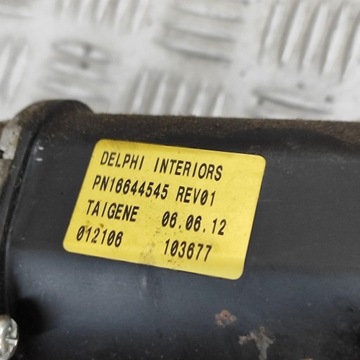 DELPHI INTERIORS
PN16644545 REV01
TAIGENE 06.06.12
012106 103677